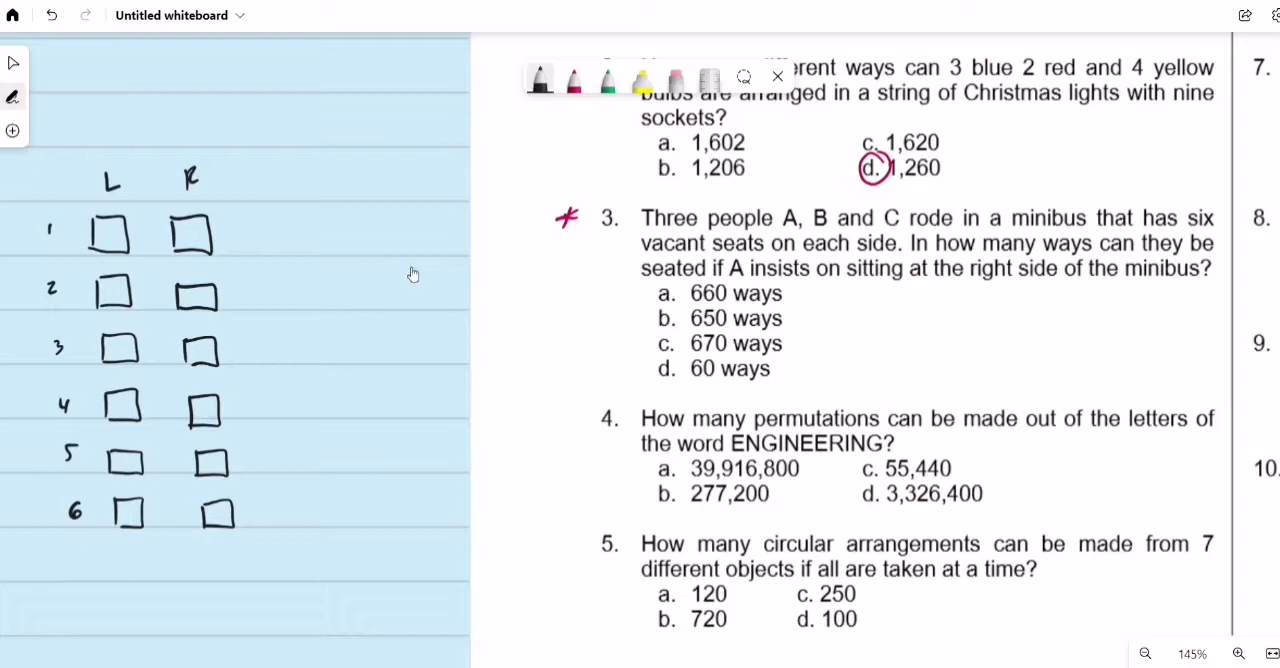 Untitled whiteboard
L R
1
2
3
4
5
6
erent ways can 3 blue 2 red and 4 yellow
bulbs are arranged in a string of Christmas lights with nine
sockets?
a. 1,602 c. 1,620
b. 1,206 d. 1,260
3. Three people A, B and C rode in a minibus that has six
vacant seats on each side. In how many ways can they be
seated if A insists on sitting at the right side of the minibus?
a. 660 ways
b. 650 ways
c. 670 ways
d. 60 ways
4. How many permutations can be made out of the letters of
the word ENGINEERING?
a. 39,916,800 c. 55,440
b. 277,200 d. 3,326,400
5. How many circular arrangements can be made from 7
different objects if all are taken at a time?
a. 120 c. 250
b. 720 d. 100
7.
8.
9.
10.
145%